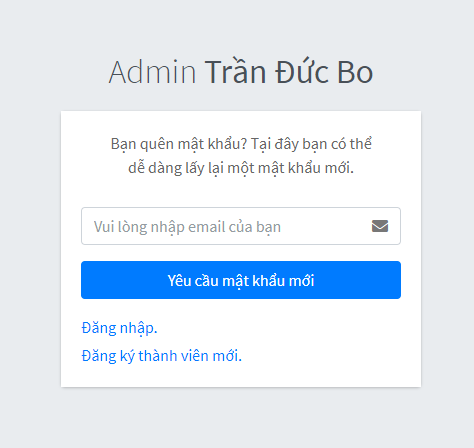 Admin Trần Đức Bo
Bạn quên mật khẩu? Tại đây bạn có thể
dễ dàng lấy lại một mật khẩu mới.
Vui lòng nhập email của bạn
Yêu cầu mật khẩu mới
Đăng nhập.
Đăng ký thành viên mới.